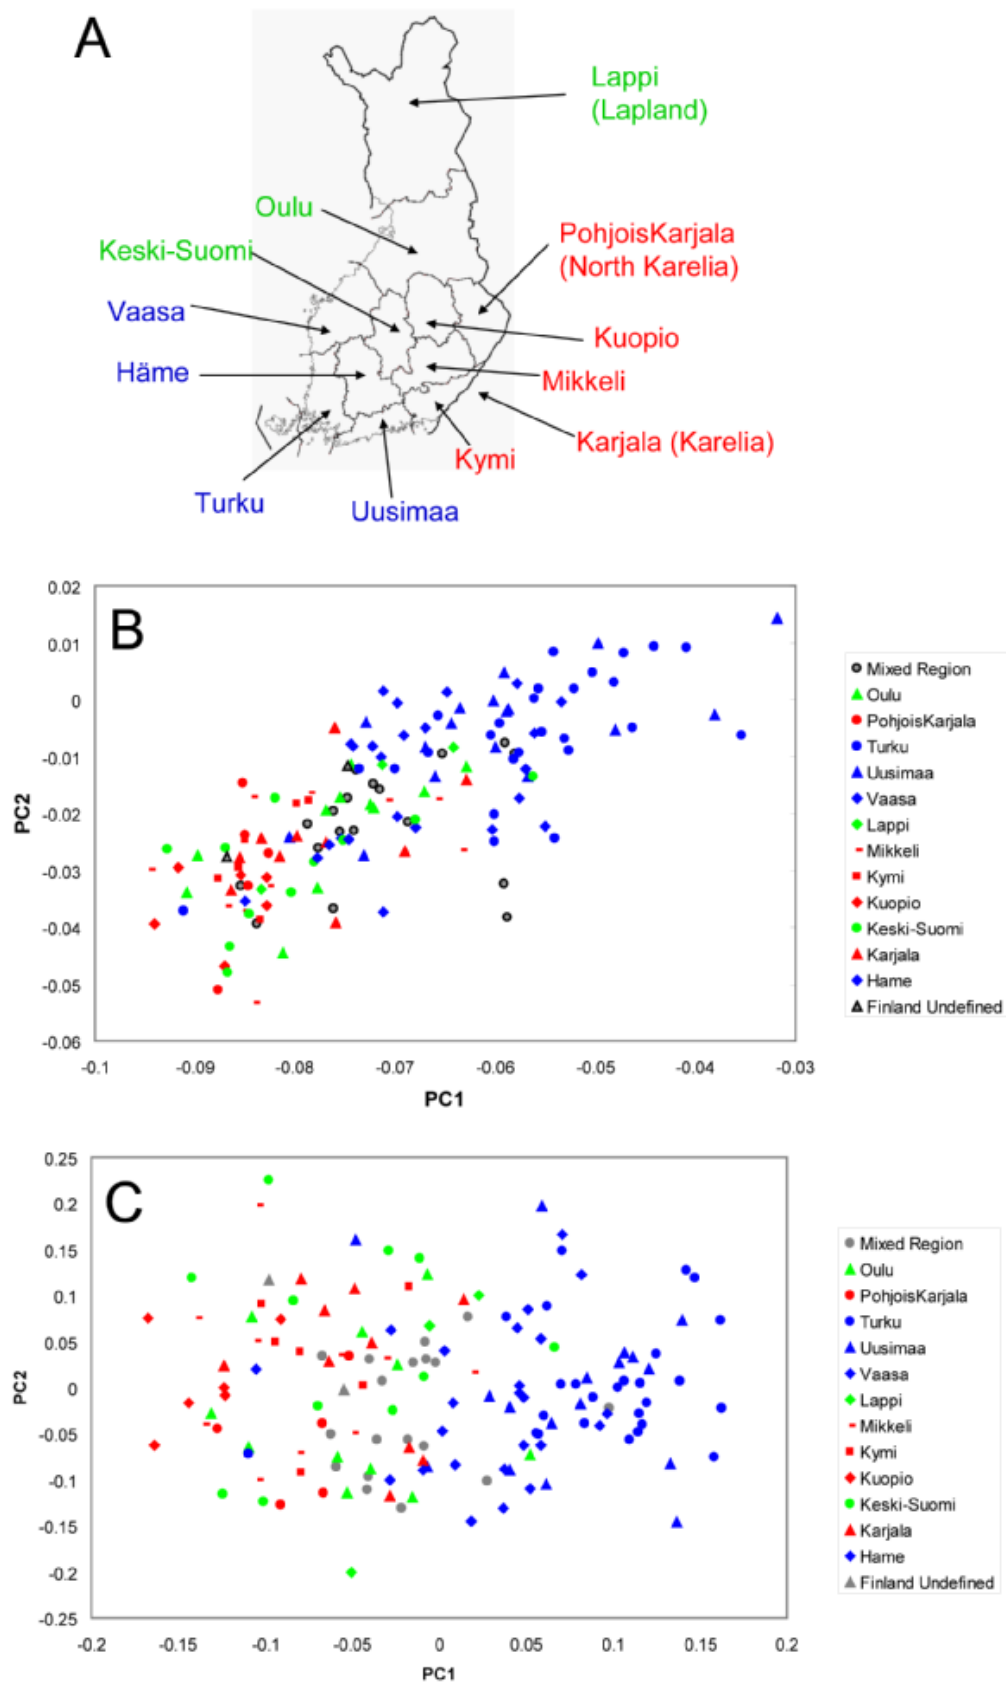 A
Lappi
(Lapland)
Oulu
PohjoisKarjala
(North Karelia)
Keski-Suomi
Vaasa
Kuopio
Häme
Mikkeli
Karjala (Karelia)
Kymi
Turku
Uusimaa
B
0.02
0.01
0
-0.01
-0.02
-0.03
-0.04
-0.05
-0.06
PC2
-0.1 -0.09 -0.08 -0.07 -0.06 -0.05 -0.04 -0.03
PC1
Mixed Region
Oulu
PohjoisKarjala
Turku
Uusimaa
Vaasa
Lappi
Mikkeli
Kymi
Kuopio
Keski-Suomi
Karjala
Hame
Finland Undefined
C
0.25
0.2
0.15
0.1
0.05
0
-0.05
-0.1
-0.15
-0.2
-0.25
PC2
-0.2 -0.15 -0.1 -0.05 0 0.05 0.1 0.15 0.2
PC1
Mixed Region
Oulu
PohjoisKarjala
Turku
Uusimaa
Vaasa
Lappi
Mikkeli
Kymi
Kuopio
Keski-Suomi
Karjala
Hame
Finland Undefined